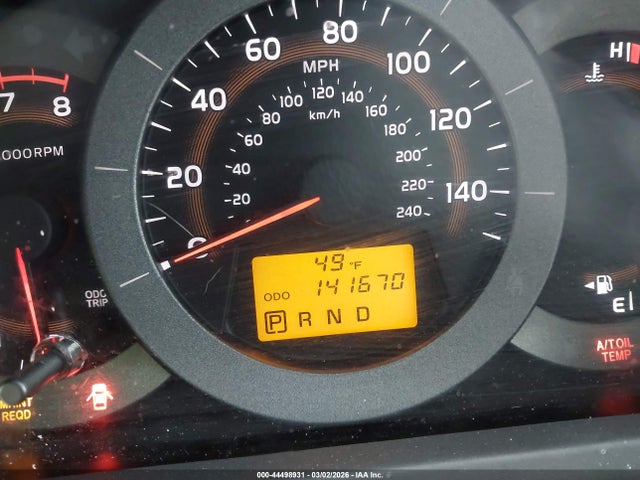 0 20 40 60 80 100 120 140
MPH
20 40 60 80 100 120 140 160 180 200 220 240
km/h
7 8
000RPM
H
49°F
ODO 141670
P R N D
ODO
TRIP
E
A/T OIL
TEMP
MAINT
REQD
000-44498931 - 03/02/2026 - IAA Inc.